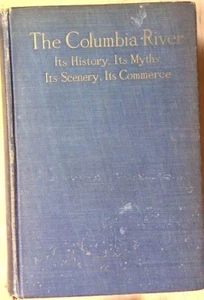 The Columbia River
Its History, Its Myths
Its Scenery, Its Commerce